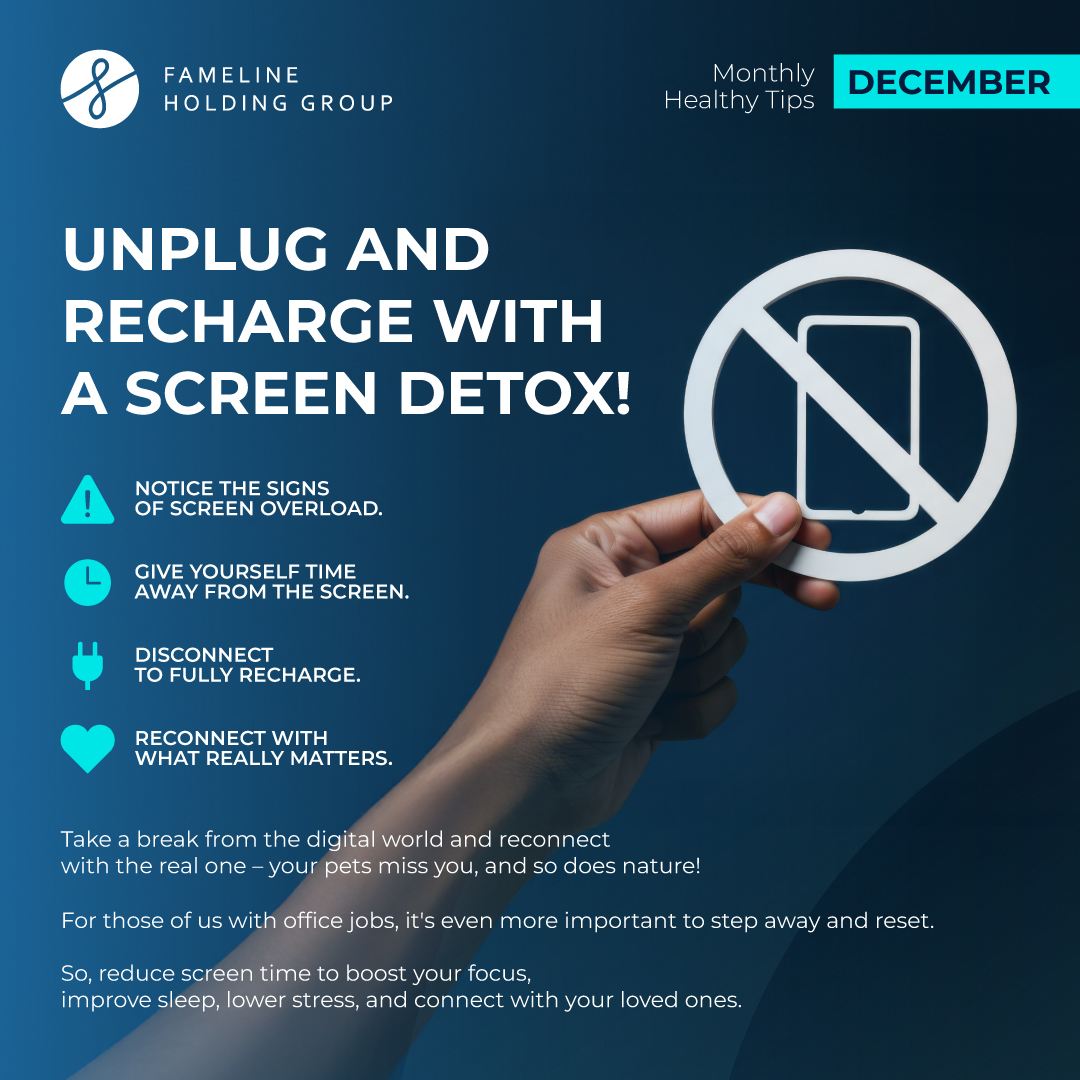 FAMELINE
HOLDING GROUP
Monthly
Healthy Tips
DECEMBER
UNPLUG AND
RECHARGE WITH
A SCREEN DETOX!
NOTICE THE SIGNS
OF SCREEN OVERLOAD.
GIVE YOURSELF TIME
AWAY FROM THE SCREEN.
DISCONNECT
TO FULLY RECHARGE.
RECONNECT WITH
WHAT REALLY MATTERS.
Take a break from the digital world and reconnect
with the real one – your pets miss you, and so does nature!
For those of us with office jobs, it's even more important to step away and reset.
So, reduce screen time to boost your focus,
improve sleep, lower stress, and connect with your loved ones.